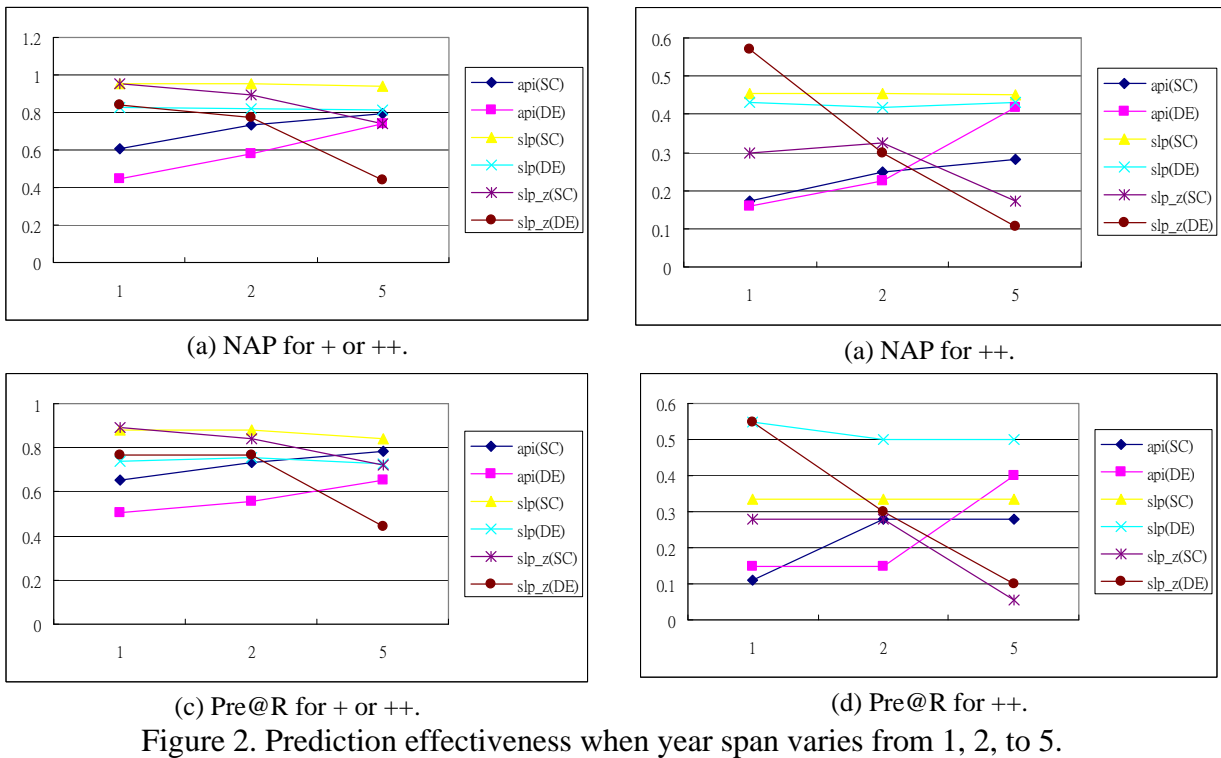 1.2
1
0.8
0.6
0.4
0.2
0
1 2 5
api(SC)
api(DE)
slp(SC)
slp(DE)
slp_z(SC)
slp_z(DE)
(a) NAP for + or ++.
0.6
0.5
0.4
0.3
0.2
0.1
0
1 2 5
api(SC)
api(DE)
slp(SC)
slp(DE)
slp_z(SC)
slp_z(DE)
(a) NAP for ++.
1
0.8
0.6
0.4
0.2
0
1 2 5
api(SC)
api(DE)
slp(SC)
slp(DE)
slp_z(SC)
slp_z(DE)
(c) Pre@R for + or ++.
0.6
0.5
0.4
0.3
0.2
0.1
0
1 2 5
api(SC)
api(DE)
slp(SC)
slp(DE)
slp_z(SC)
slp_z(DE)
(d) Pre@R for ++.
Figure 2. Prediction effectiveness when year span varies from 1, 2, to 5.